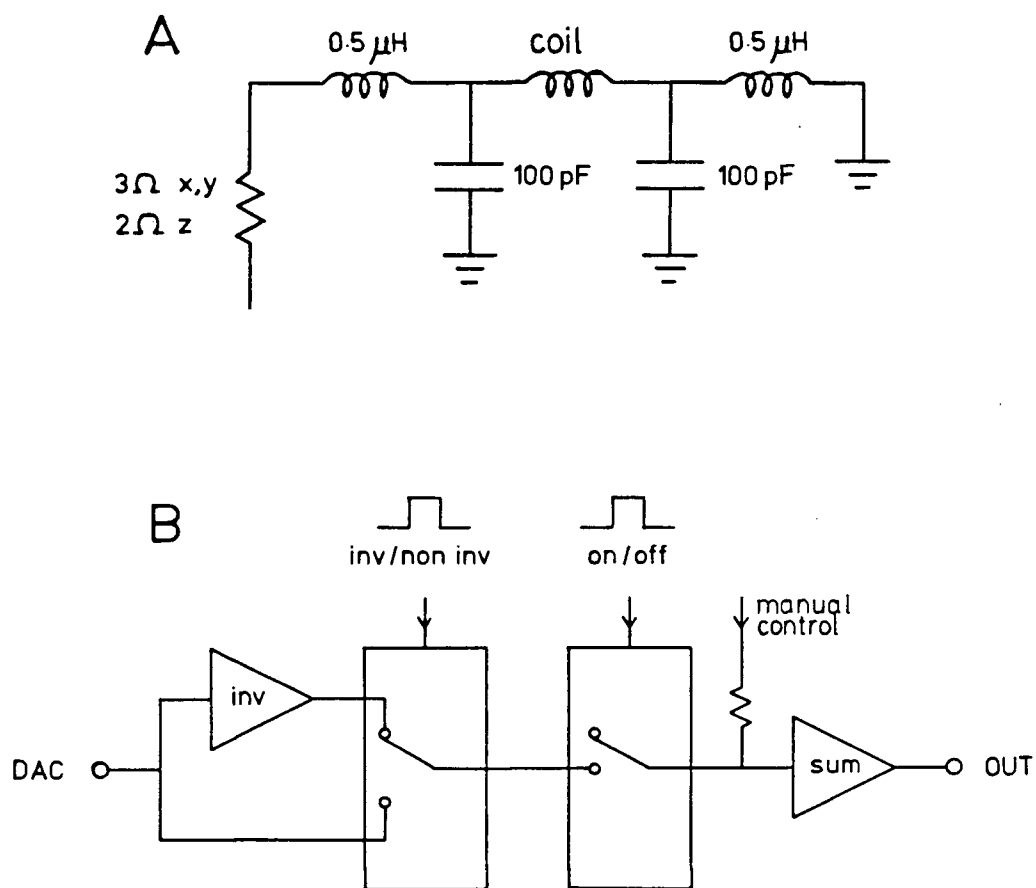 A
0.5 μH
coil
0.5 μH
3Ω x,y
2Ω z
100 pF
100 pF
B
inv/non inv
on/off
manual
control
inv
DAC
sum
OUT